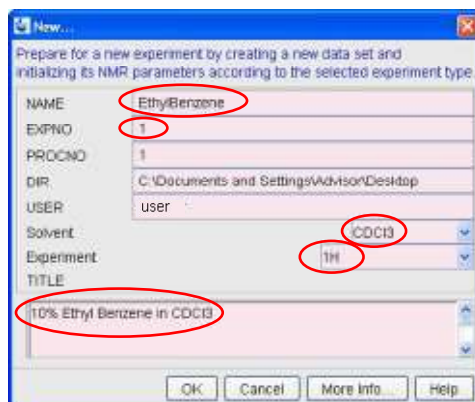 New...
Prepare for a new experiment by creating a new data set and
initializing its NMR parameters according to the selected experiment type
NAME EthylBenzene
EXPNO 1
PROCNO 1
DIR C:\Documents and Settings\Advisor\Desktop
USER user
Solvent CDCl3
Experiment 1H
TITLE
10% Ethyl Benzene in CDCl3
OK Cancel More Info... Help